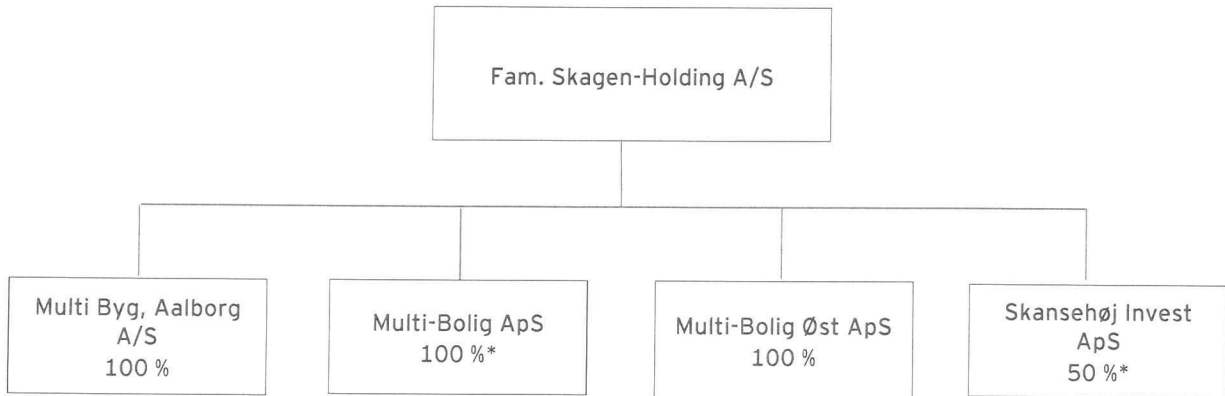 Fam. Skagen-Holding A/S
Multi Byg, Aalborg
A/S
100 %
Multi-Bolig ApS
100 %*
Multi-Bolig Øst ApS
100 %
Skansehøj Invest
ApS
50 %*